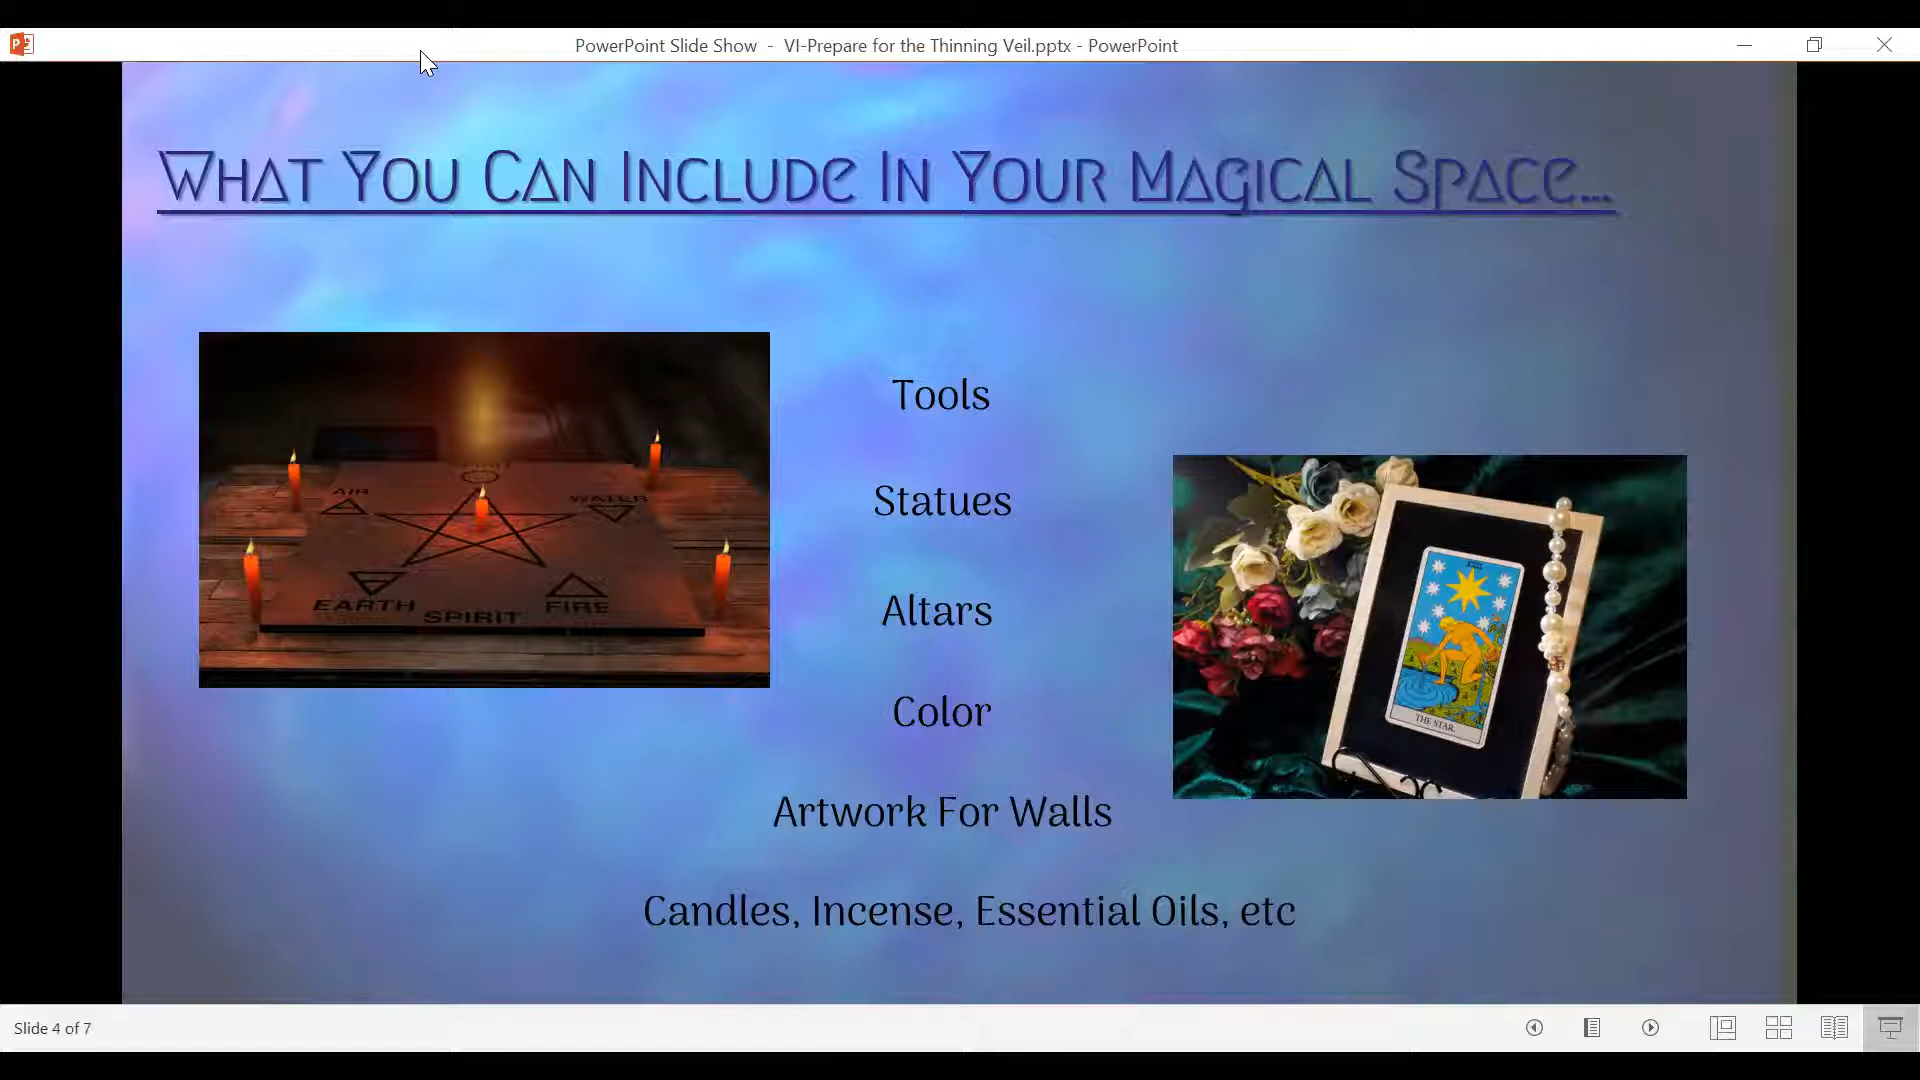 PowerPoint Slide Show - VI-Prepare for the Thinning Veil.pptx - PowerPoint
What You Can Include In Your Magical Space...
Tools
Statues
Altars
Color
Artwork For Walls
Candles, Incense, Essential Oils, etc
AIR
WATER
EARTH
SPIRIT
FIRE
THE STAR.
Slide 4 of 7